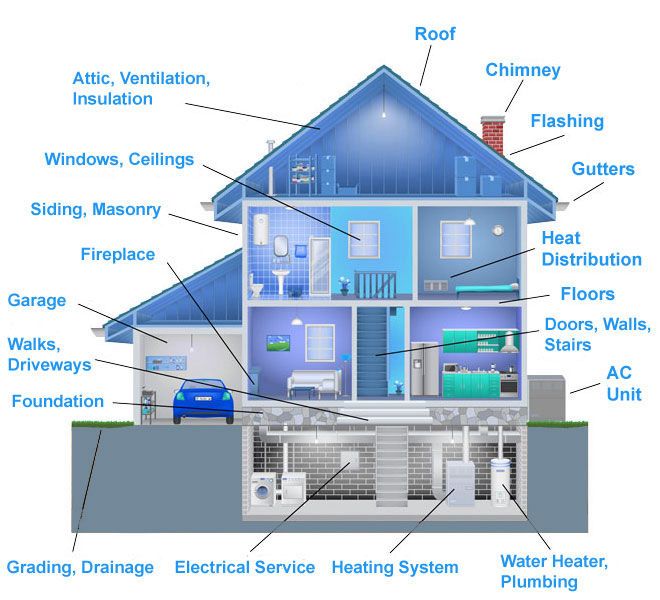 Roof
Chimney
Attic, Ventilation,
Insulation
Flashing
Windows, Ceilings
Gutters
Siding, Masonry
Heat
Distribution
Fireplace
Floors
Garage
Doors, Walls,
Stairs
Walks,
Driveways
AC
Unit
Foundation
Grading, Drainage
Electrical Service
Heating System
Water Heater,
Plumbing